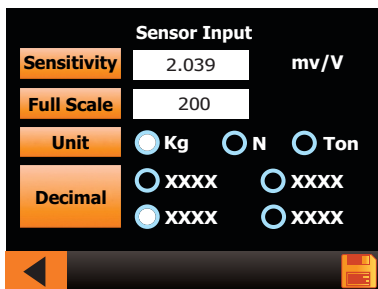 Sensor Input
Sensitivity 2.039 mv/V
Full Scale 200
Unit Kg N Ton
Decimal XXXX XXXX
XXXX XXXX